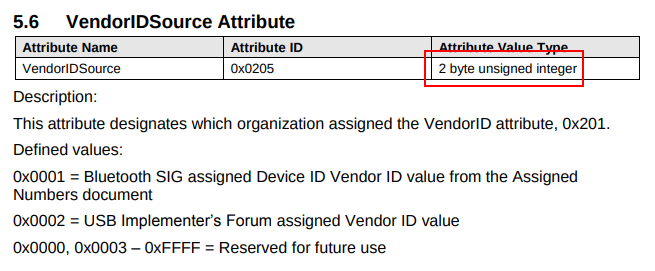 5.6 VendorIDSource Attribute
Attribute Name Attribute ID Attribute Value Type
VendorIDSource 0x0205 2 byte unsigned integer
Description:
This attribute designates which organization assigned the VendorID attribute, 0x201.
Defined values:
0x0001 = Bluetooth SIG assigned Device ID Vendor ID value from the Assigned
Numbers document
0x0002 = USB Implementer’s Forum assigned Vendor ID value
0x0000, 0x0003 – 0xFFFF = Reserved for future use